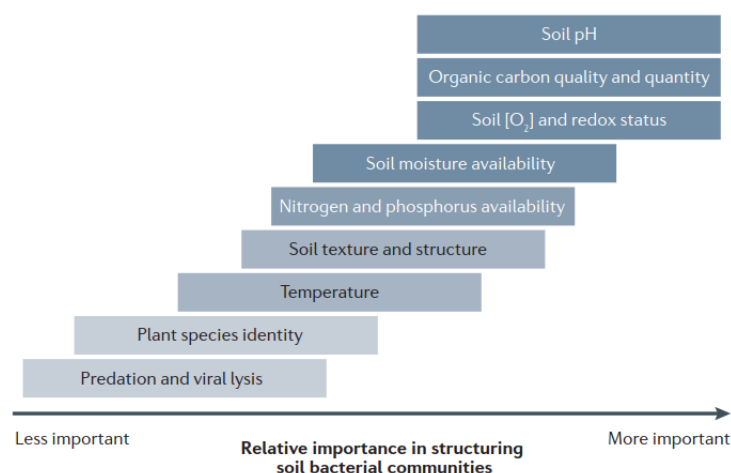 Soil pH
Organic carbon quality and quantity
Soil [O₂] and redox status
Soil moisture availability
Nitrogen and phosphorus availability
Soil texture and structure
Temperature
Plant species identity
Predation and viral lysis
Less important
More important
Relative importance in structuring
soil bacterial communities